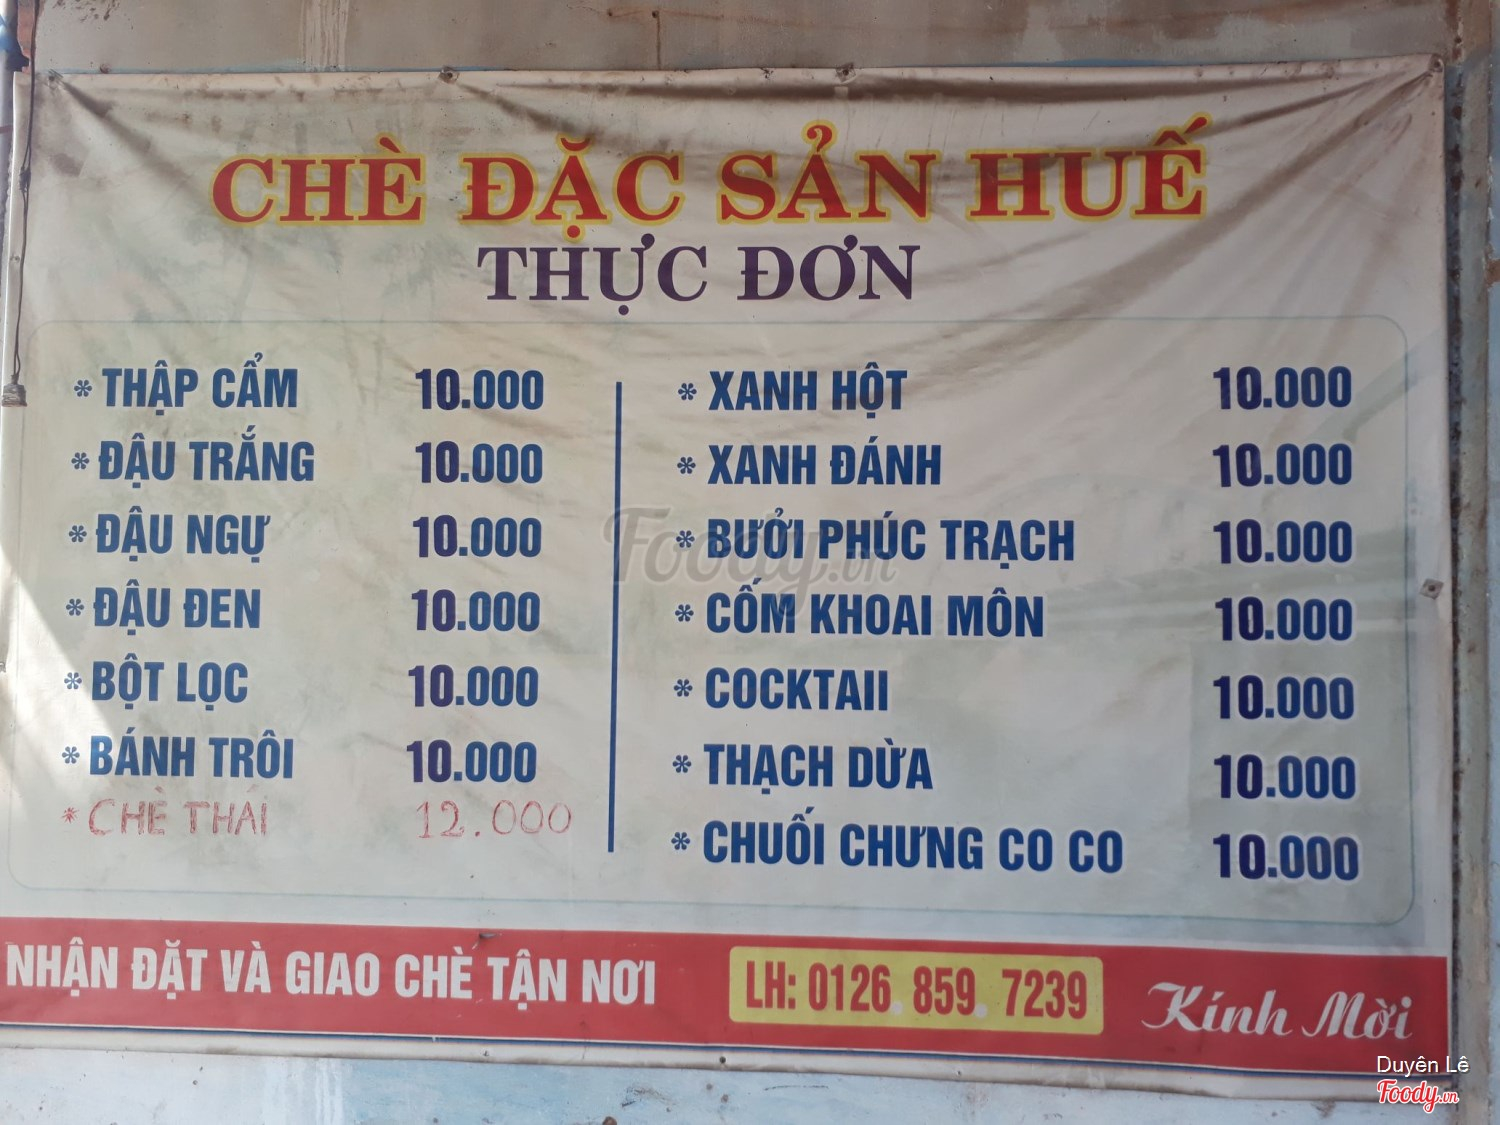 CHÈ ĐẶC SẢN HUẾ
THỰC ĐƠN
* THẬP CẨM 10.000
* ĐẬU TRẮNG 10.000
* ĐẬU NGỰ 10.000
* ĐẬU ĐEN 10.000
* BỘT LỌC 10.000
* BÁNH TRÔI 10.000
* CHÈ THÁI 12.000
* XANH HỘT 10.000
* XANH ĐÁNH 10.000
* BƯỞI PHÚC TRẠCH 10.000
* CỐM KHOAI MÔN 10.000
* COCKTAII 10.000
* THẠCH DỪA 10.000
* CHUỐI CHƯNG CO CO 10.000
Foody.vn
NHẬN ĐẶT VÀ GIAO CHÈ TẬN NƠI
LH: 0126.859.7239
Kính Mời
Duyên Lê
Foody.vn